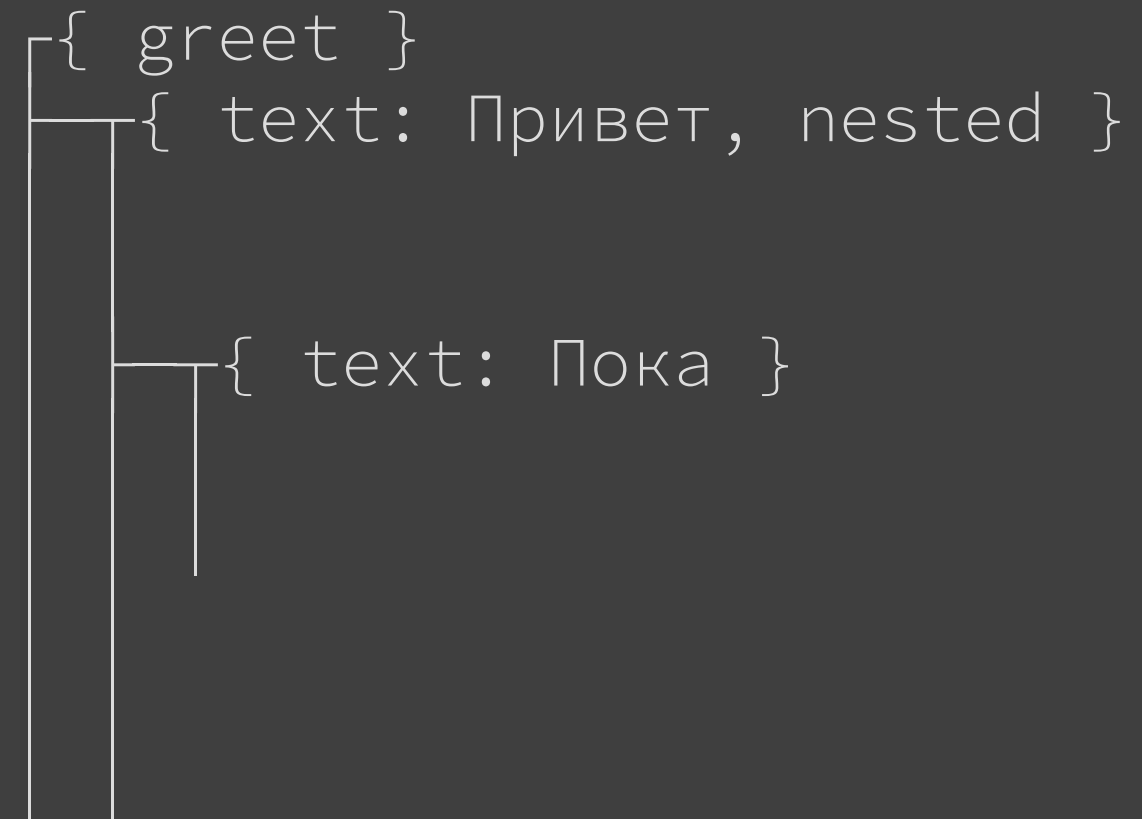 { greet }
{ text: Привет, nested }
{ text: Пока }